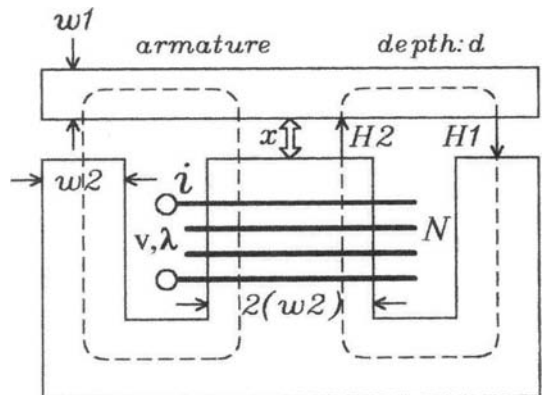 w1
armature
depth:d
x
H2
H1
w2
i
v,λ
N
2(w2)